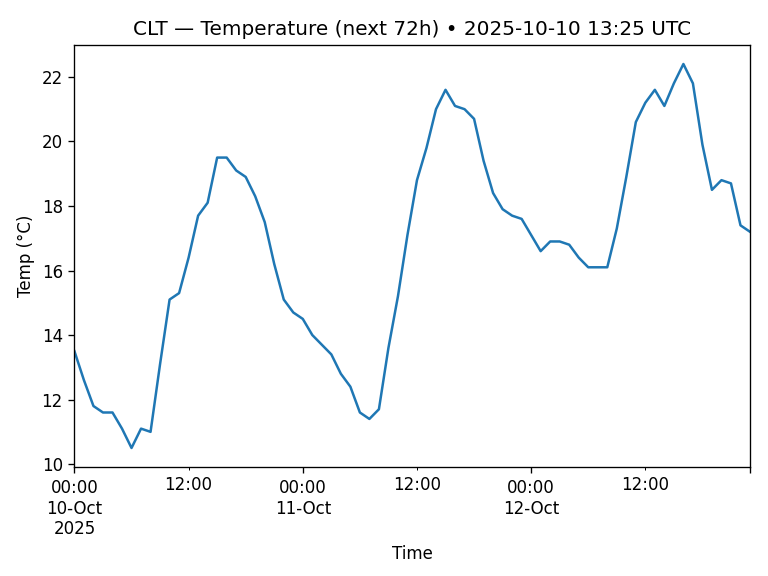 CLT — Temperature (next 72h) • 2025-10-10 13:25 UTC
Temp (°C)
22
20
18
16
14
12
10
00:00 12:00 00:00 12:00 00:00 12:00
10-Oct 11-Oct 12-Oct
2025
Time